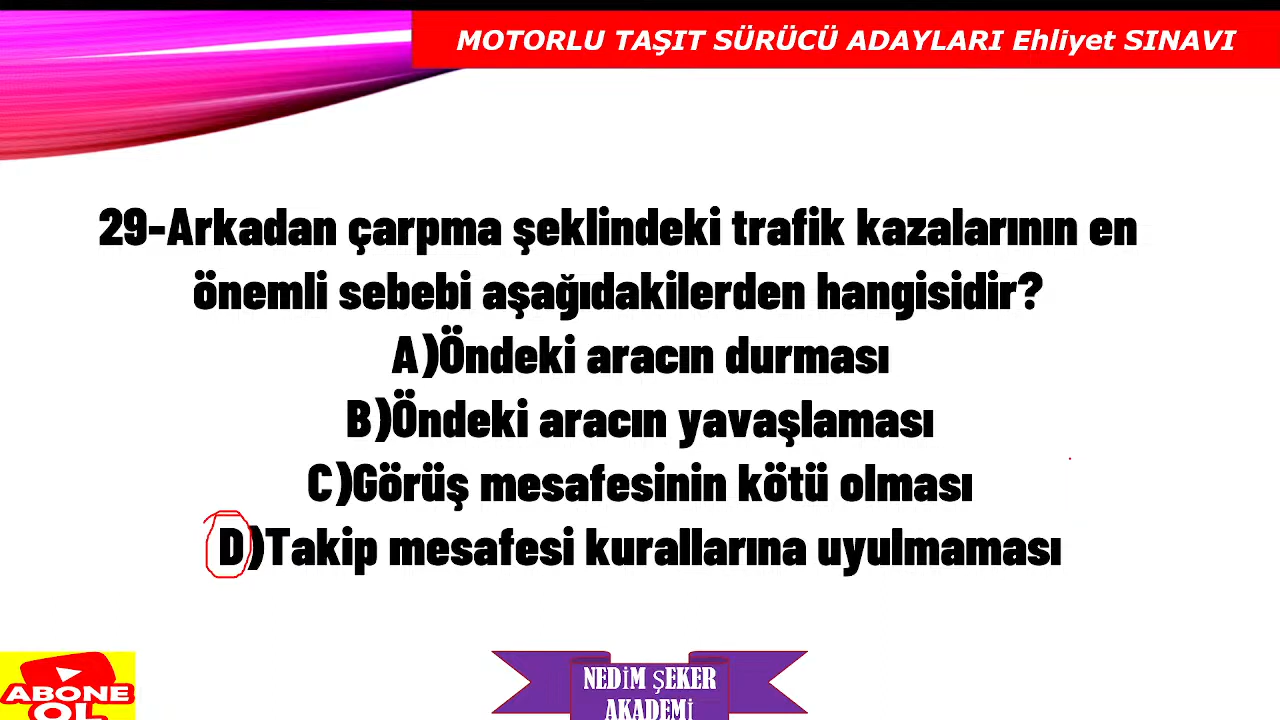 MOTORLU TAŞIT SÜRÜCÜ ADAYLARI Ehliyet SINAVI
29-Arkadan çarpma şeklindeki trafik kazalarının en
önemli sebebi aşağıdakilerden hangisidir?
A)Öndeki aracın durması
B)Öndeki aracın yavaşlaması
C)Görüş mesafesinin kötü olması
D)Takip mesafesi kurallarına uyulmaması
ABONE
OL
NEDİM ŞEKER
AKADEMİ